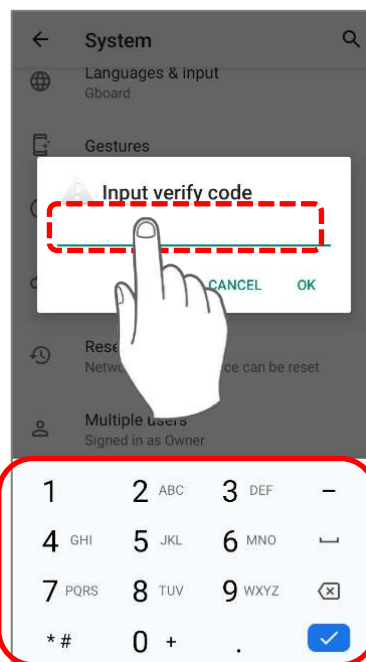 System
Languages & input
Gboard
Gestures
Input verify code
CANCEL OK
Rese
Netwo ce can be reset
Multiple users
Signed in as Owner
1 2 ABC 3 DEF –
4 GHI 5 JKL 6 MNO
7 PQRS 8 TUV 9 WXYZ
* # 0 + .